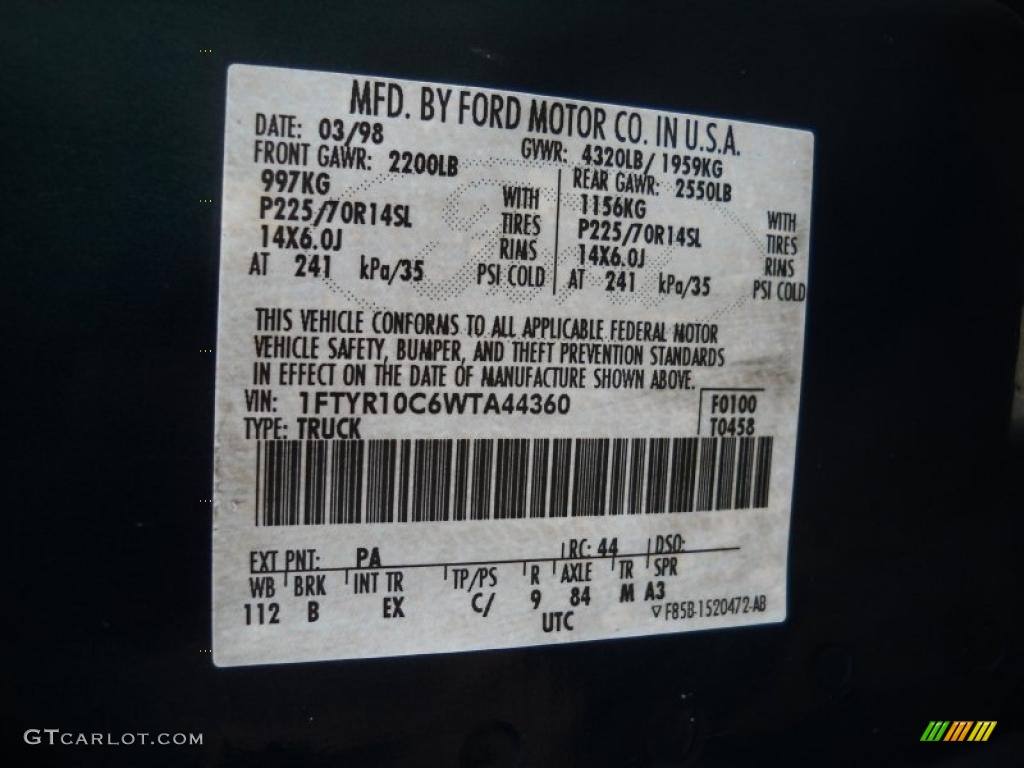 MFD. BY FORD MOTOR CO. IN U.S.A.
DATE: 03/98 GVWR: 4320LB/ 1959KG
FRONT GAWR: 2200LB REAR GAWR: 2550LB
997KG WITH 1156KG WITH
P225/70R14SL TIRES P225/70R14SL TIRES
14X6.0J RIMS 14X6.0J RIMS
AT 241 kPa/35 PSI COLD AT 241 kPa/35 PSI COLD
THIS VEHICLE CONFORMS TO ALL APPLICABLE FEDERAL MOTOR
VEHICLE SAFETY, BUMPER, AND THEFT PREVENTION STANDARDS
IN EFFECT ON THE DATE OF MANUFACTURE SHOWN ABOVE.
VIN: 1FTYR10C6WTA44360 F0100
TYPE: TRUCK T0458
EXT PNT: PA RC: 44 DSO:
WB BRK INT TR TP/PS R AXLE TR SPR
112 B EX C/ 9 84 M A3
UTC F85B-1520472-AB
GTCARLOT.COM